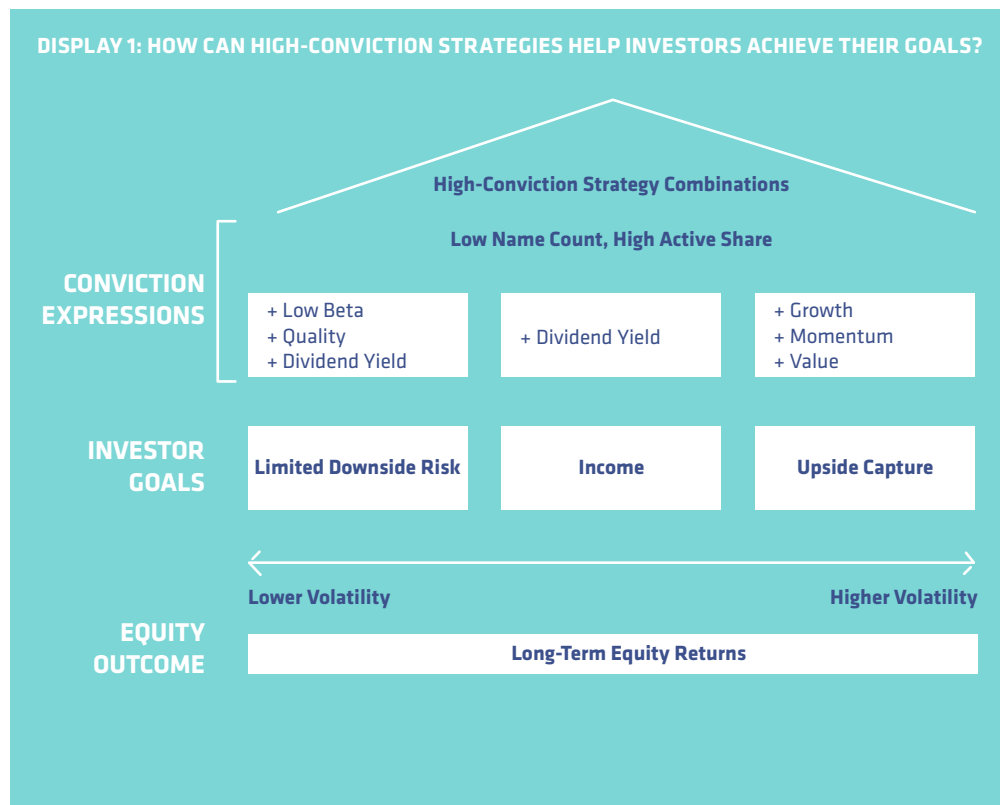 DISPLAY 1: HOW CAN HIGH-CONVICTION STRATEGIES HELP INVESTORS ACHIEVE THEIR GOALS?
High-Conviction Strategy Combinations
Low Name Count, High Active Share
CONVICTION
EXPRESSIONS
+ Low Beta
+ Quality
+ Dividend Yield
+ Dividend Yield
+ Growth
+ Momentum
+ Value
INVESTOR
GOALS
Limited Downside Risk
Income
Upside Capture
Lower Volatility
Higher Volatility
EQUITY
OUTCOME
Long-Term Equity Returns